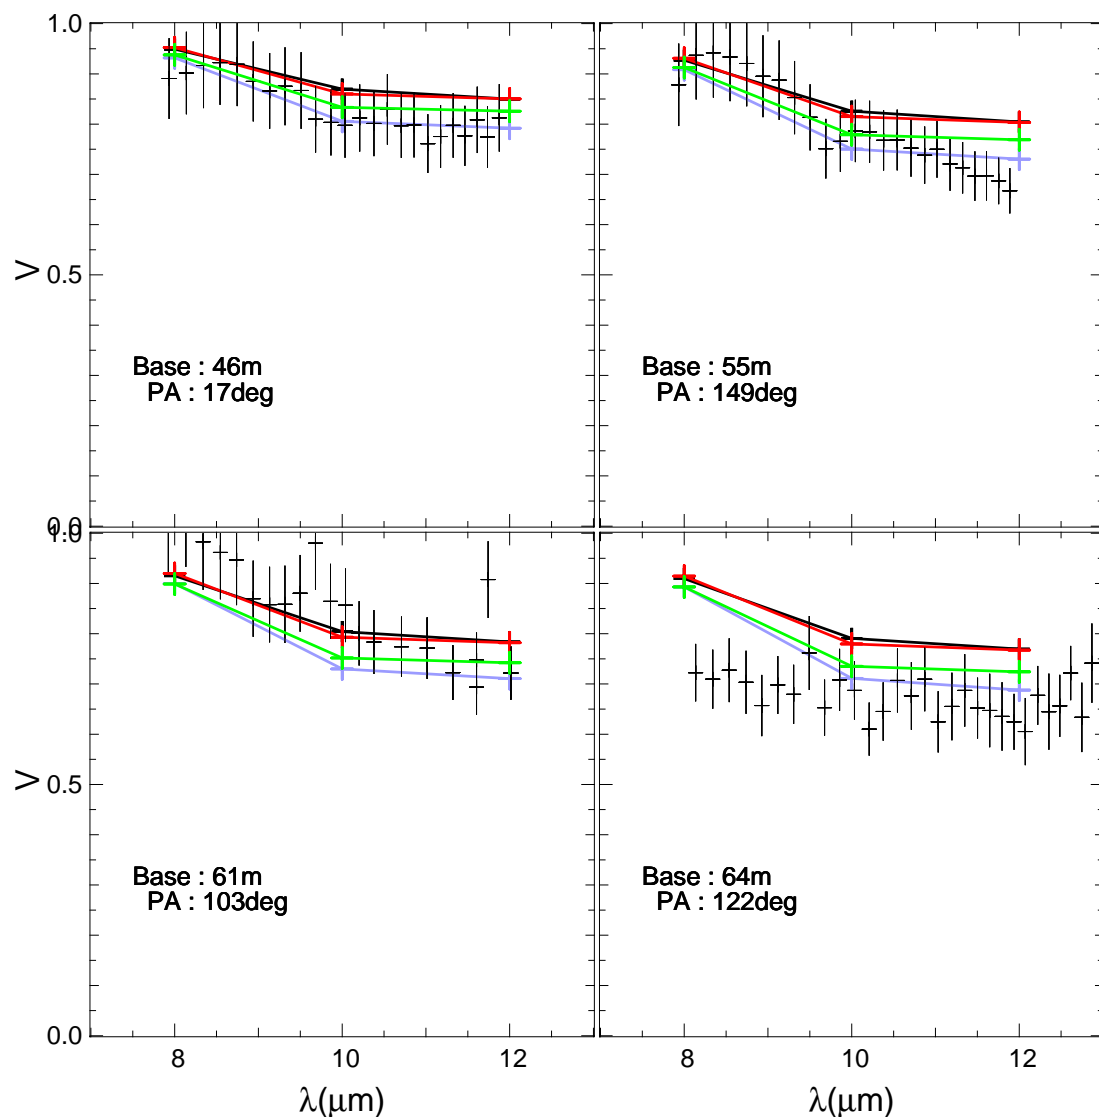 1.0
V 0.5
Base : 46m
PA : 17deg
Base : 55m
PA : 149deg
0.0
1.0
V 0.5
Base : 61m
PA : 103deg
Base : 64m
PA : 122deg
0.0
8 10 12 8 10 12
λ(μm) λ(μm)